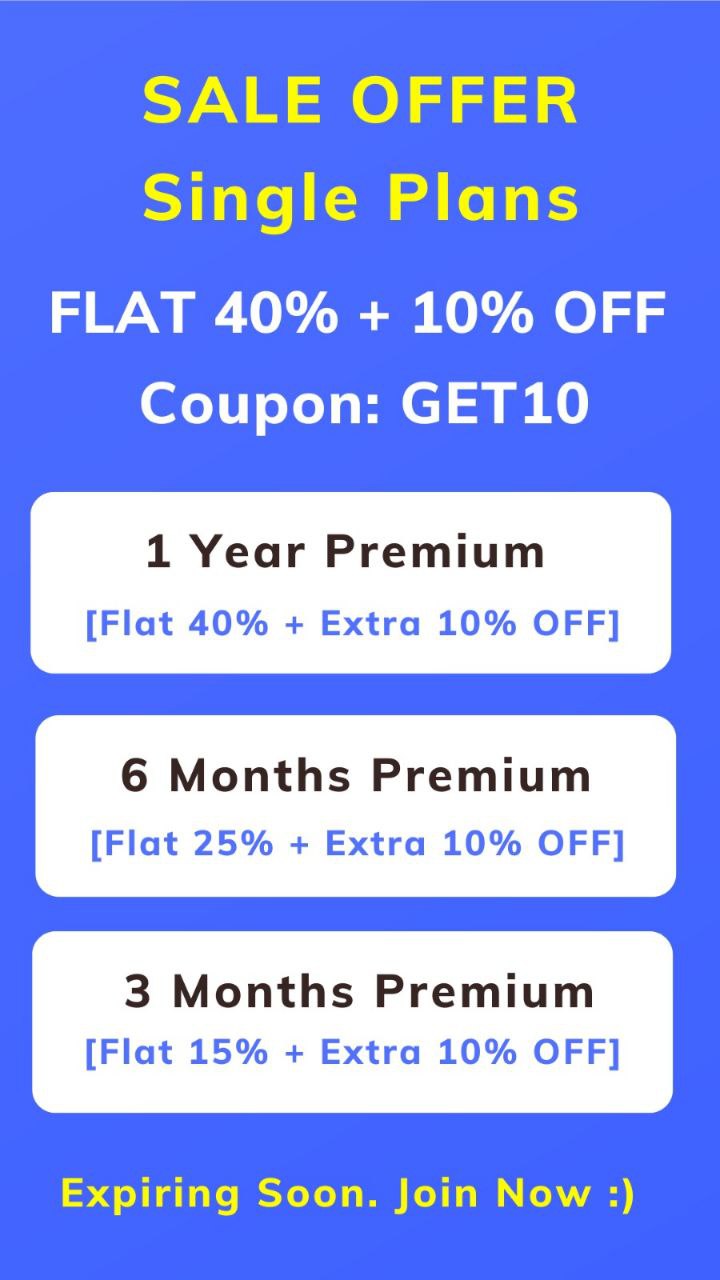 SALE OFFER
Single Plans
FLAT 40% + 10% OFF
Coupon: GET10
1 Year Premium
[Flat 40% + Extra 10% OFF]
6 Months Premium
[Flat 25% + Extra 10% OFF]
3 Months Premium
[Flat 15% + Extra 10% OFF]
Expiring Soon. Join Now :)